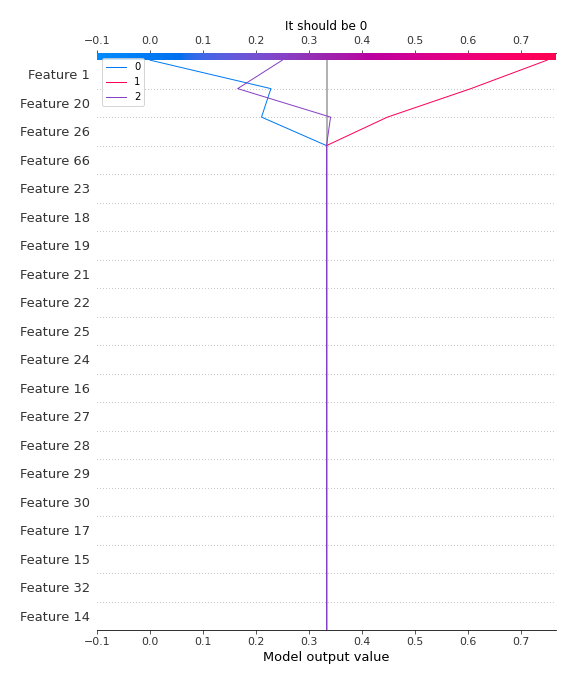 It should be 0
−0.1 0.0 0.1 0.2 0.3 0.4 0.5 0.6 0.7
0
1
2
Feature 1
Feature 20
Feature 26
Feature 66
Feature 23
Feature 18
Feature 19
Feature 21
Feature 22
Feature 25
Feature 24
Feature 16
Feature 27
Feature 28
Feature 29
Feature 30
Feature 17
Feature 15
Feature 32
Feature 14
−0.1 0.0 0.1 0.2 0.3 0.4 0.5 0.6 0.7
Model output value